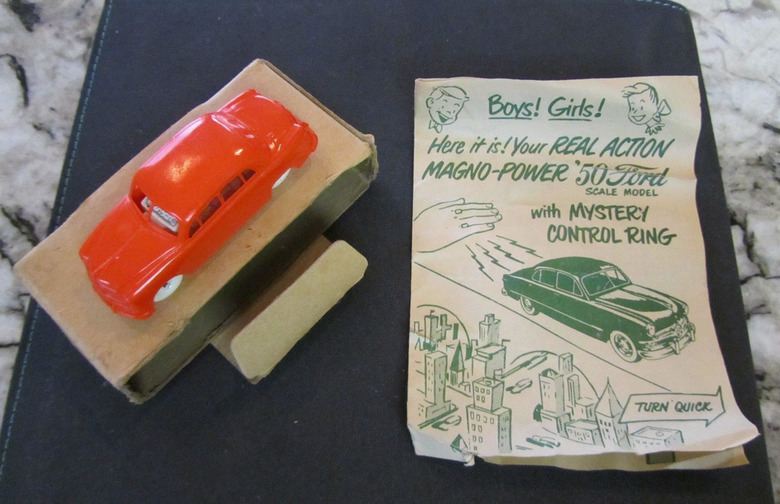 Boys! Girls!
Here it is! Your REAL ACTION
MAGNO-POWER '50 Ford
SCALE MODEL
with MYSTERY
CONTROL RING
TURN QUICK